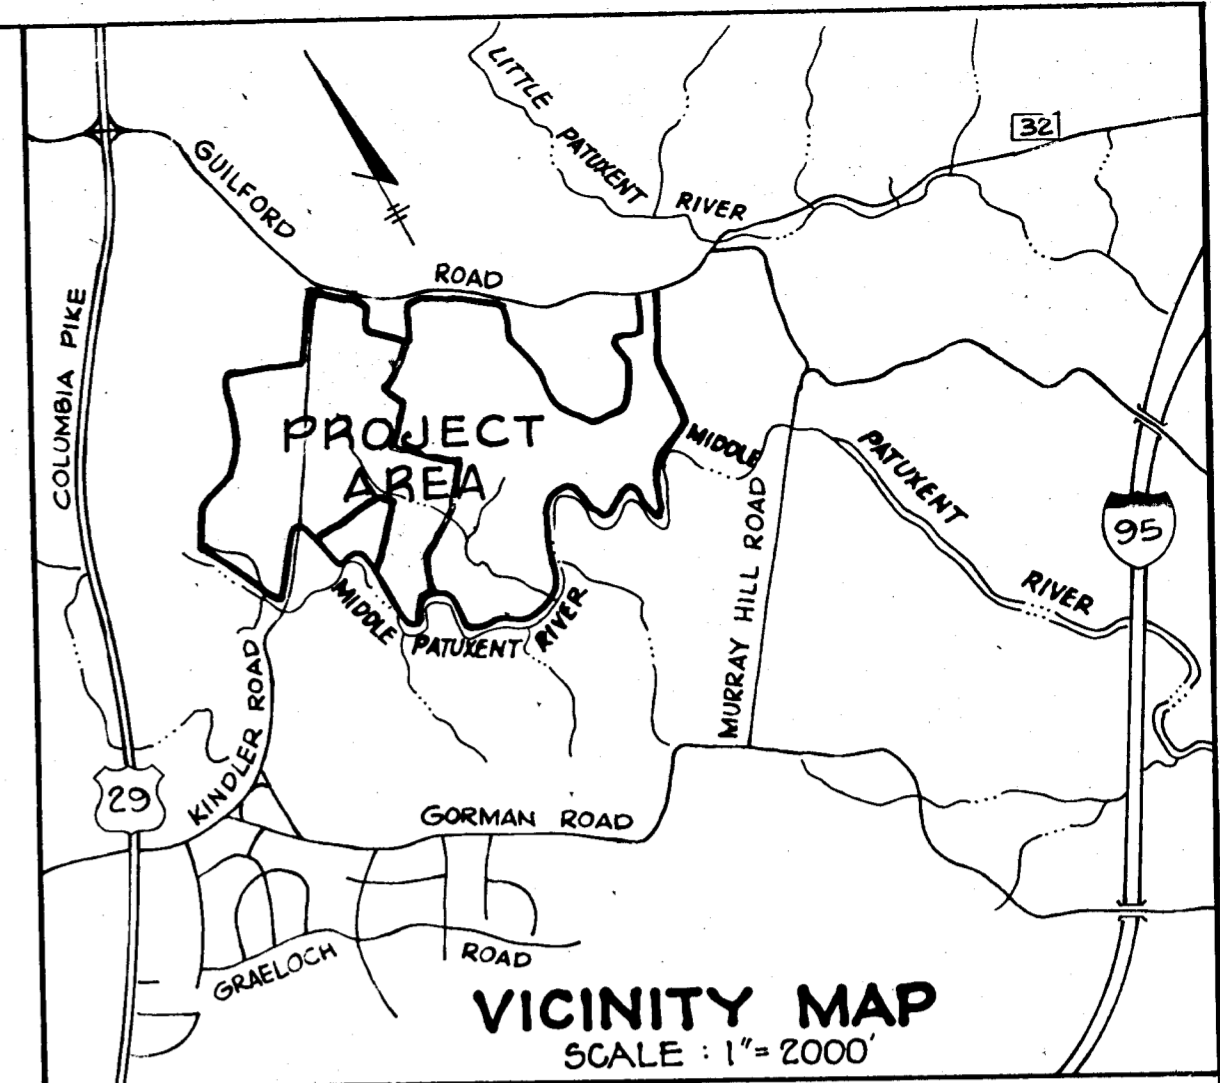 LITTLE
PATUXENT
RIVER
32
GUILFORD
ROAD
COLUMBIA PIKE
PROJECT
AREA
MIDDLE
PATUXENT
RIVER
95
MURRAY HILL ROAD
MIDDLE
PATUXENT
RIVER
KINDLER ROAD
29
GORMAN ROAD
GRAELOCH
ROAD
VICINITY MAP
SCALE : 1" = 2000'